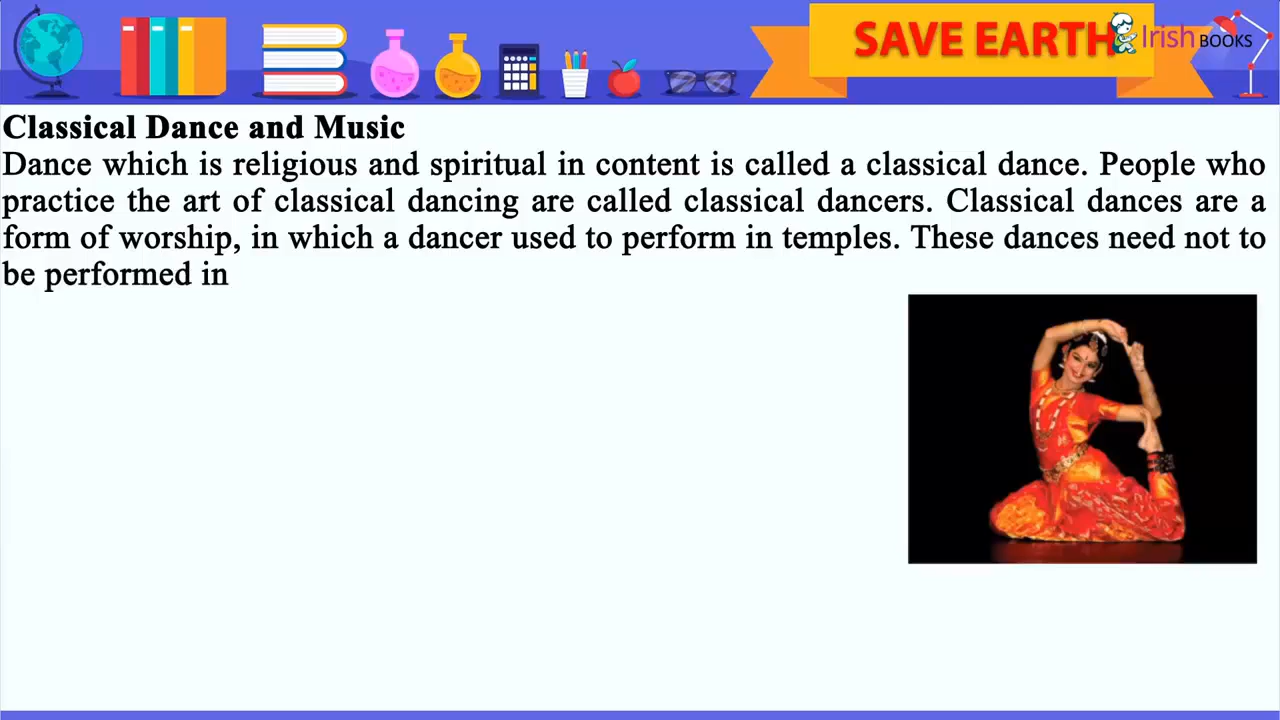 SAVE EARTH
Irish BOOKS
Classical Dance and Music
Dance which is religious and spiritual in content is called a classical dance. People who
practice the art of classical dancing are called classical dancers. Classical dances are a
form of worship, in which a dancer used to perform in temples. These dances need not to
be performed in